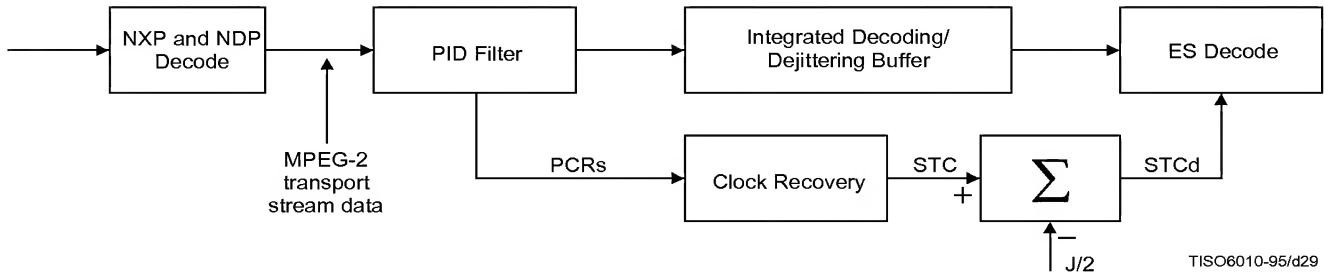 NXP and NDP
Decode
PID Filter
Integrated Decoding/
Dejittering Buffer
ES Decode
MPEG-2
transport
stream data
PCRs
Clock Recovery
STC
+
Σ
STCd
−
J/2
TISO6010-95/d29